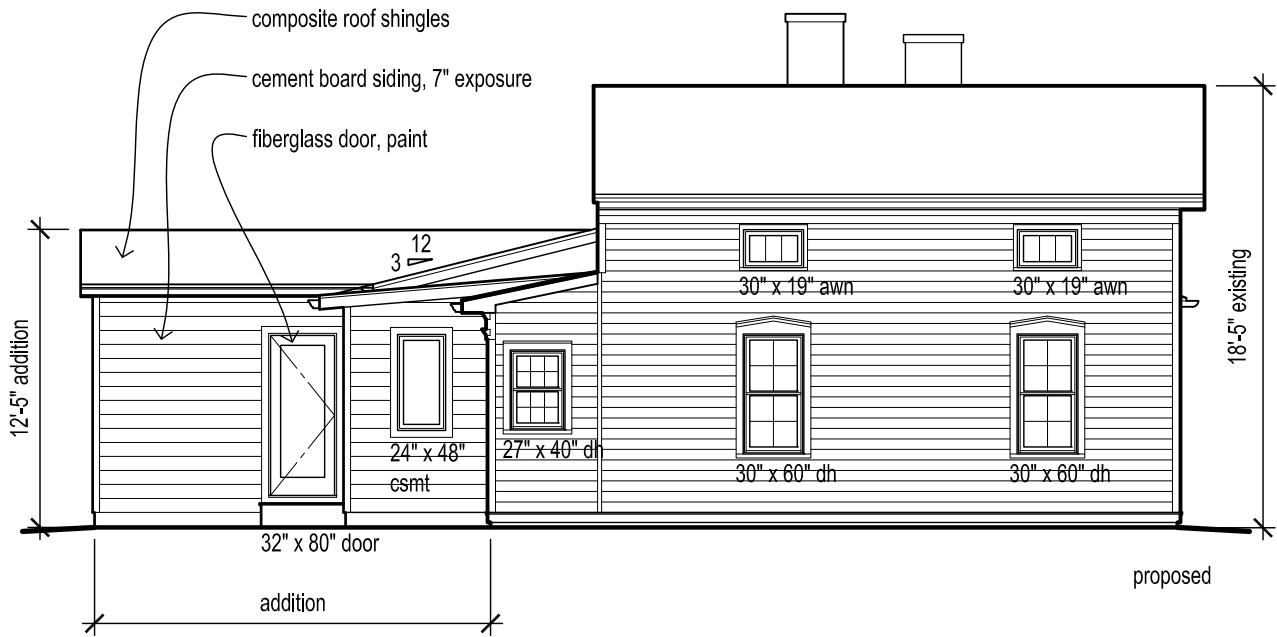 composite roof shingles
cement board siding, 7" exposure
fiberglass door, paint
12
3
30" x 19" awn
30" x 19" awn
12'-5" addition
18'-5" existing
24" x 48"
csmt
27" x 40" dh
30" x 60" dh
30" x 60" dh
32" x 80" door
proposed
addition